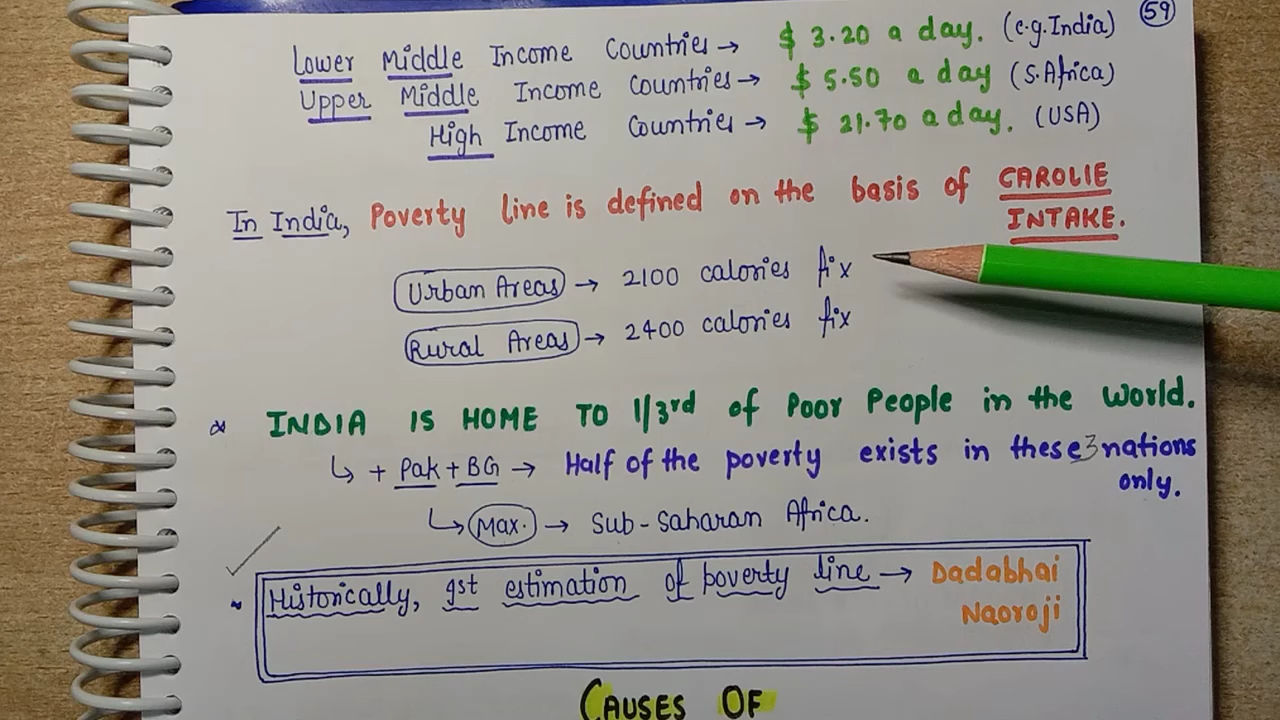 59
Lower Middle Income Countries → $ 3.20 a day. (e.g. India)
Upper Middle Income Countries → $ 5.50 a day (S. Africa)
High Income Countries → $ 21.70 a day. (USA)
In India, Poverty line is defined on the basis of CAROLIE
INTAKE.
Urban Areas → 2100 calories fix
Rural Areas → 2400 calories fix
INDIA IS HOME TO 1/3rd of Poor People in the World.
↳ + Pak + BG → Half of the poverty exists in these 3 nations
only.
↳ Max. → Sub-Saharan Africa.
Historically, 1st estimation of poverty line → Dadabhai
Naoroji
CAUSES OF